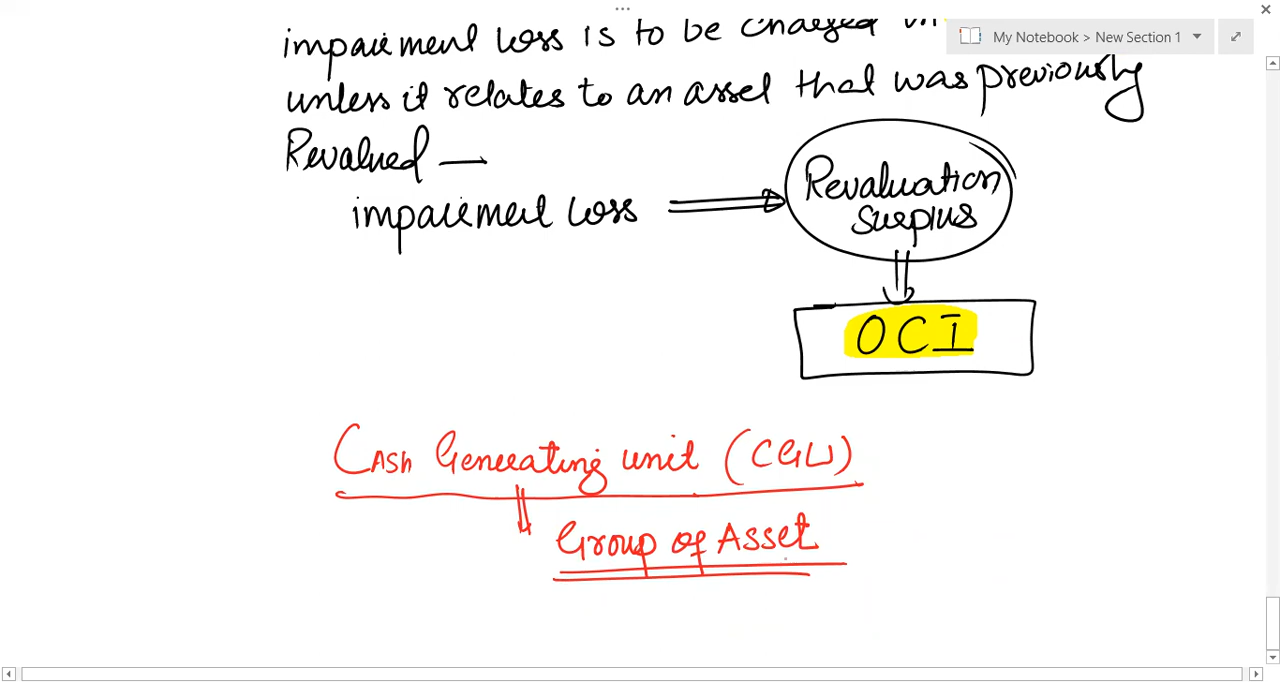 impairment loss is to be charged in
My Notebook > New Section 1
unless it relates to an asset that was previously
Revalued —
impairment loss
Revaluation
surplus
OCI
Cash Generating unit (CGU)
Group of Asset